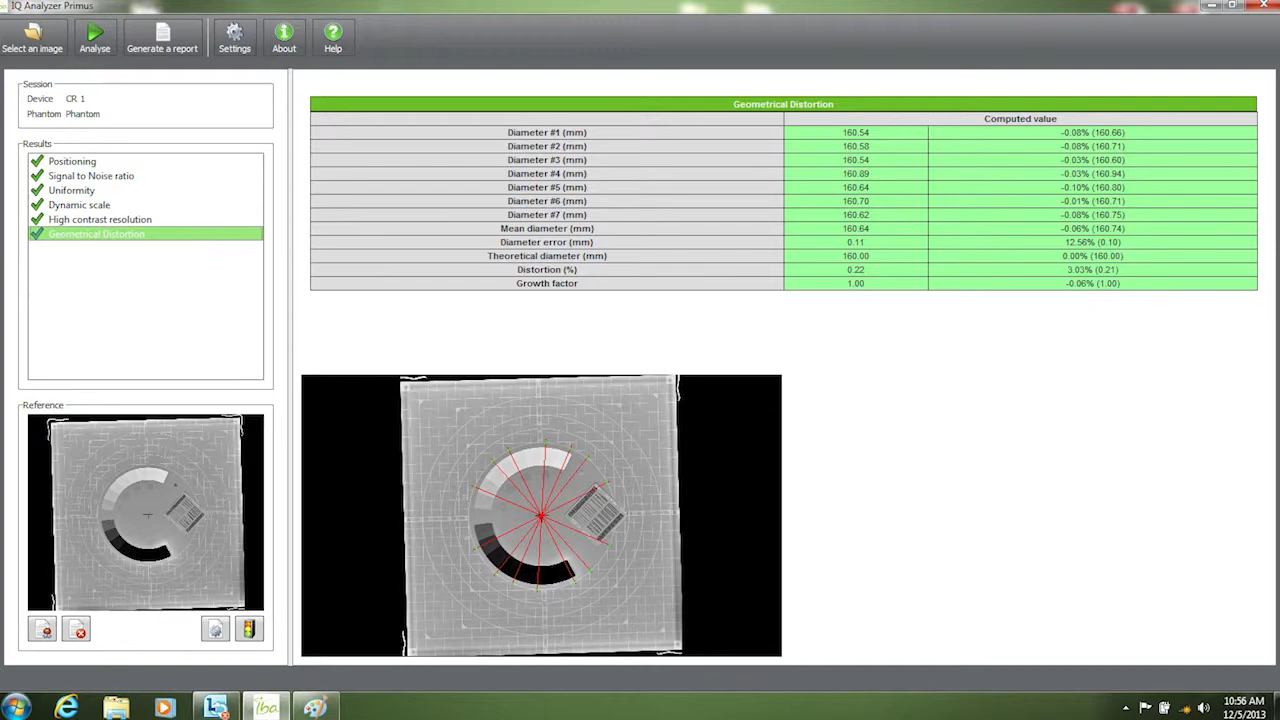 IQ Analyzer Primus
Select an image
Analyse
Generate a report
Settings
About
Help
Session
Device CR 1
Phantom Phantom
Results
Positioning
Signal to Noise ratio
Uniformity
Dynamic scale
High contrast resolution
Geometrical Distortion
Reference
Geometrical Distortion
Computed value
Diameter #1 (mm) 160.54 -0.08% (160.66)
Diameter #2 (mm) 160.58 -0.08% (160.71)
Diameter #3 (mm) 160.54 -0.03% (160.60)
Diameter #4 (mm) 160.89 -0.03% (160.94)
Diameter #5 (mm) 160.64 -0.10% (160.80)
Diameter #6 (mm) 160.70 -0.01% (160.71)
Diameter #7 (mm) 160.62 -0.08% (160.75)
Mean diameter (mm) 160.64 -0.06% (160.74)
Diameter error (mm) 0.11 12.56% (0.10)
Theoretical diameter (mm) 160.00 0.00% (160.00)
Distortion (%) 0.22 3.03% (0.21)
Growth factor 1.00 -0.06% (1.00)
iba
10:56 AM
12/5/2013